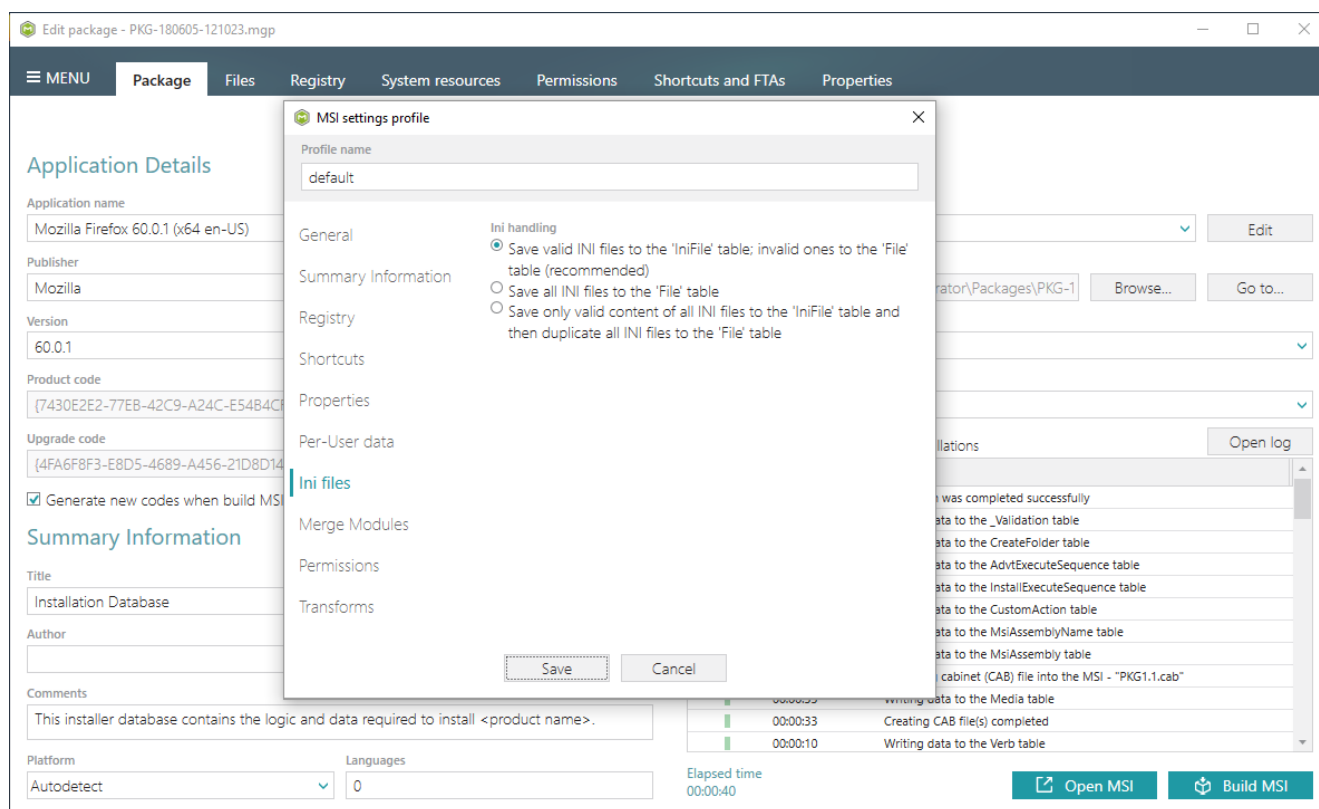 Edit package - PKG-180605-121023.mgp
MENU
Package
Files
Registry
System resources
Permissions
Shortcuts and FTAs
Properties
MSI settings profile
Profile name
default
General
Summary Information
Registry
Shortcuts
Properties
Per-User data
Ini files
Merge Modules
Permissions
Transforms
Ini handling
Save valid INI files to the 'IniFile' table; invalid ones to the 'File'
table (recommended)
Save all INI files to the 'File' table
Save only valid content of all INI files to the 'IniFile' table and
then duplicate all INI files to the 'File' table
Save
Cancel
Application Details
Application name
Mozilla Firefox 60.0.1 (x64 en-US)
Publisher
Mozilla
Version
60.0.1
Product code
{7430E2E2-77EB-42C9-A24C-E54B4CF
Upgrade code
{4FA6F8F3-E8D5-4689-A456-21D8D14
Generate new codes when build MSI
Summary Information
Title
Installation Database
Author
Comments
This installer database contains the logic and data required to install <product name>.
Platform
Autodetect
Languages
0
Edit
rator\Packages\PKG-1
Browse...
Go to...
llations
Open log
was completed successfully
ata to the _Validation table
ata to the CreateFolder table
ata to the AdvtExecuteSequence table
ata to the InstallExecuteSequence table
ata to the CustomAction table
ata to the MsiAssemblyName table
ata to the MsiAssembly table
cabinet (CAB) file into the MSI - "PKG1.1.cab"
Writing data to the Media table
00:00:33 Creating CAB file(s) completed
00:00:10 Writing data to the Verb table
Elapsed time
00:00:40
Open MSI
Build MSI